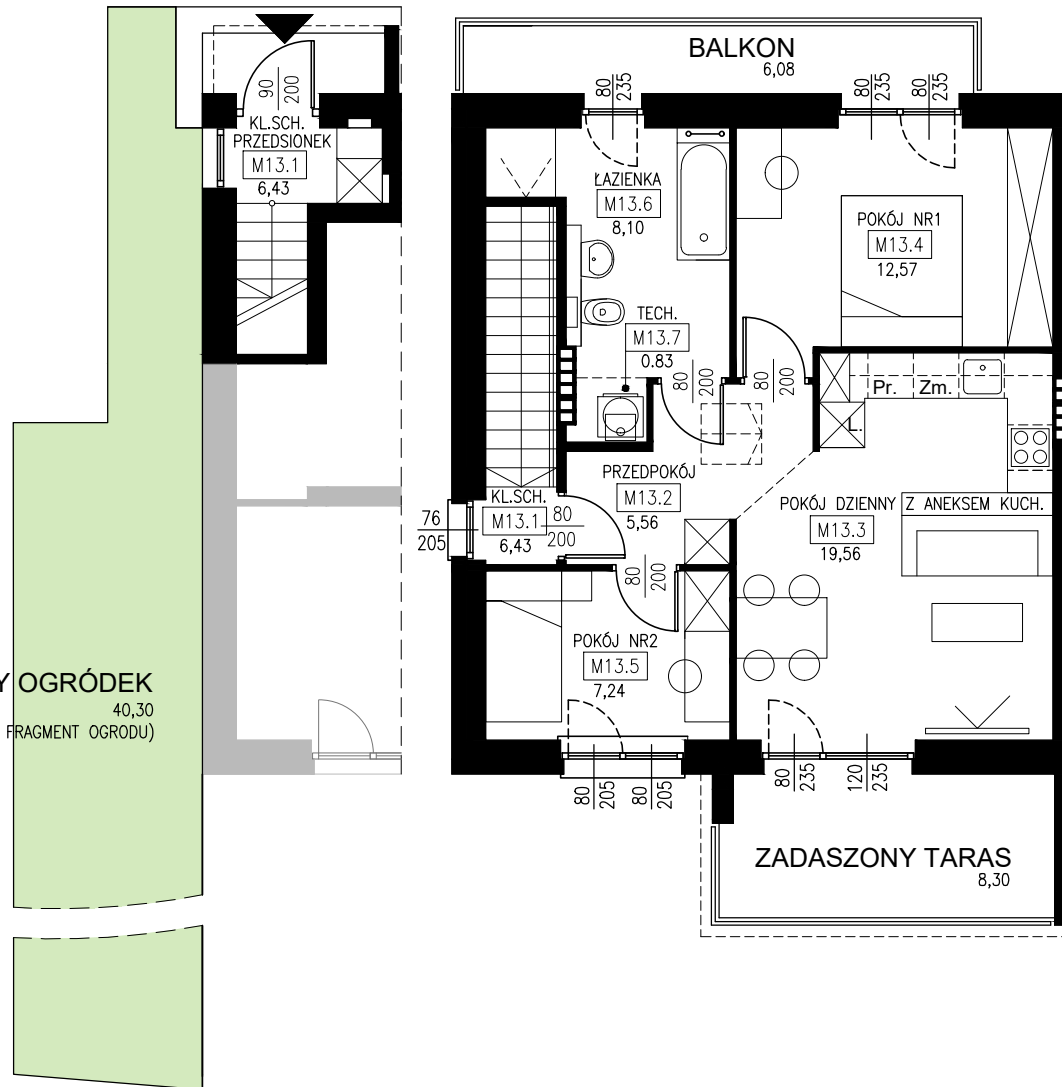 BALKON
6,08
90
200
80
235
80
235
80
235
KL.SCH.
PRZEDSIONEK
M13.1
6,43
ŁAZIENKA
M13.6
8,10
POKÓJ NR1
M13.4
12,57
TECH.
M13.7
0.83
80
200
80
200
Pr.
Zm.
L.
PRZEDPOKÓJ
M13.2
5,56
POKÓJ DZIENNY Z ANEKSEM KUCH.
M13.3
19,56
76
205
KL.SCH.
M13.1
6,43
80
200
80
200
POKÓJ NR2
M13.5
7,24
Y OGRÓDEK
40,30
FRAGMENT OGRODU)
80
205
80
205
80
235
120
235
ZADASZONY TARAS
8,30